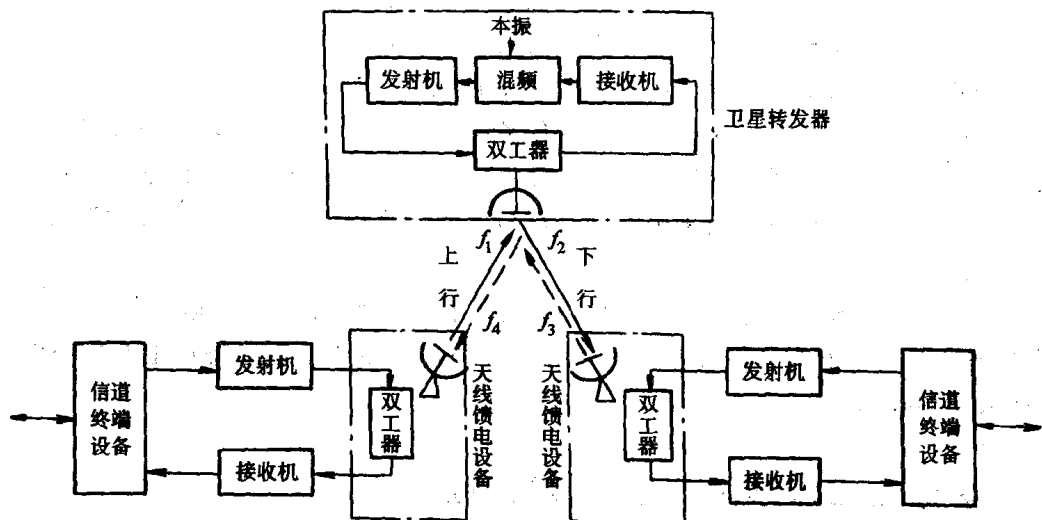 本振
发射机
混频
接收机
卫星转发器
双工器
f₁
f₂
上行
下行
f₄
f₃
信道终端设备
发射机
双工器
接收机
天线馈电设备
天线馈电设备
双工器
发射机
接收机
信道终端设备